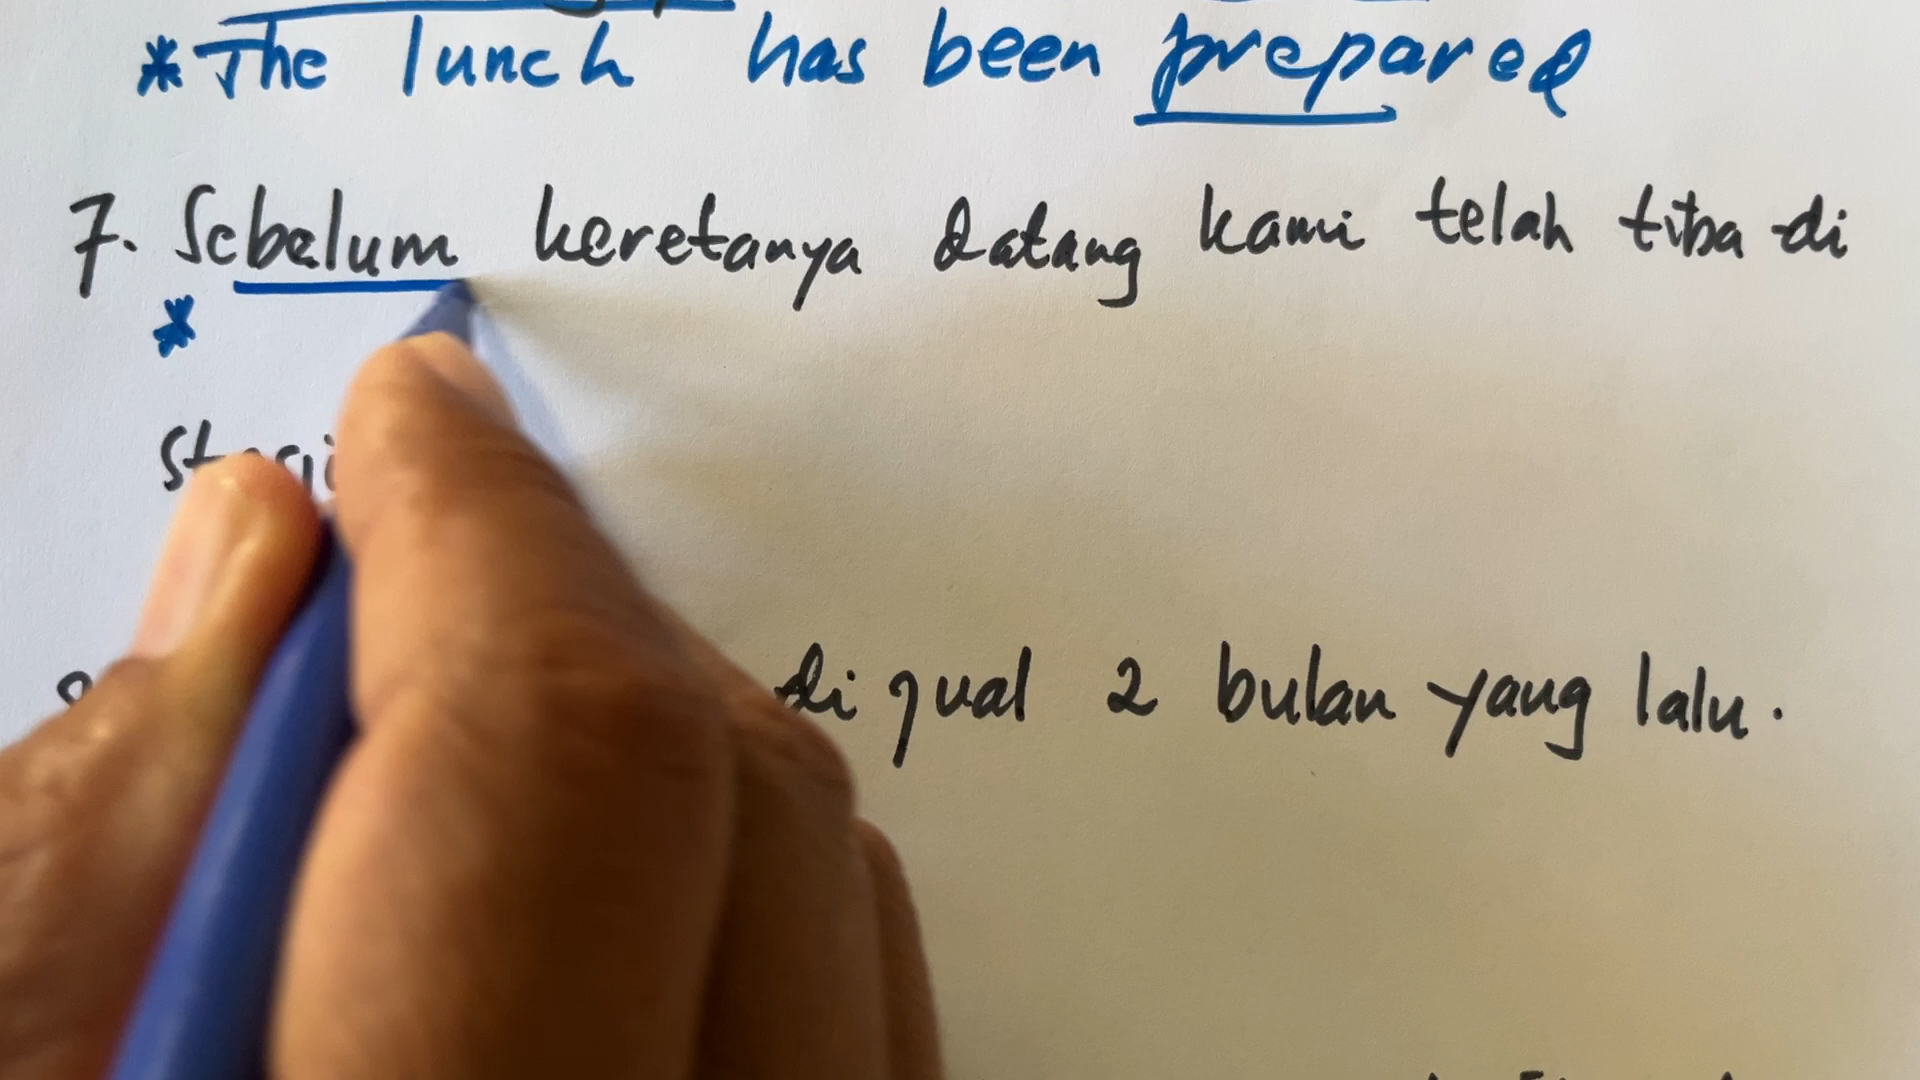 * The lunch has been prepared
7. Sebelum keretanya datang kami telah tiba di
*
di jual 2 bulan yang lalu.